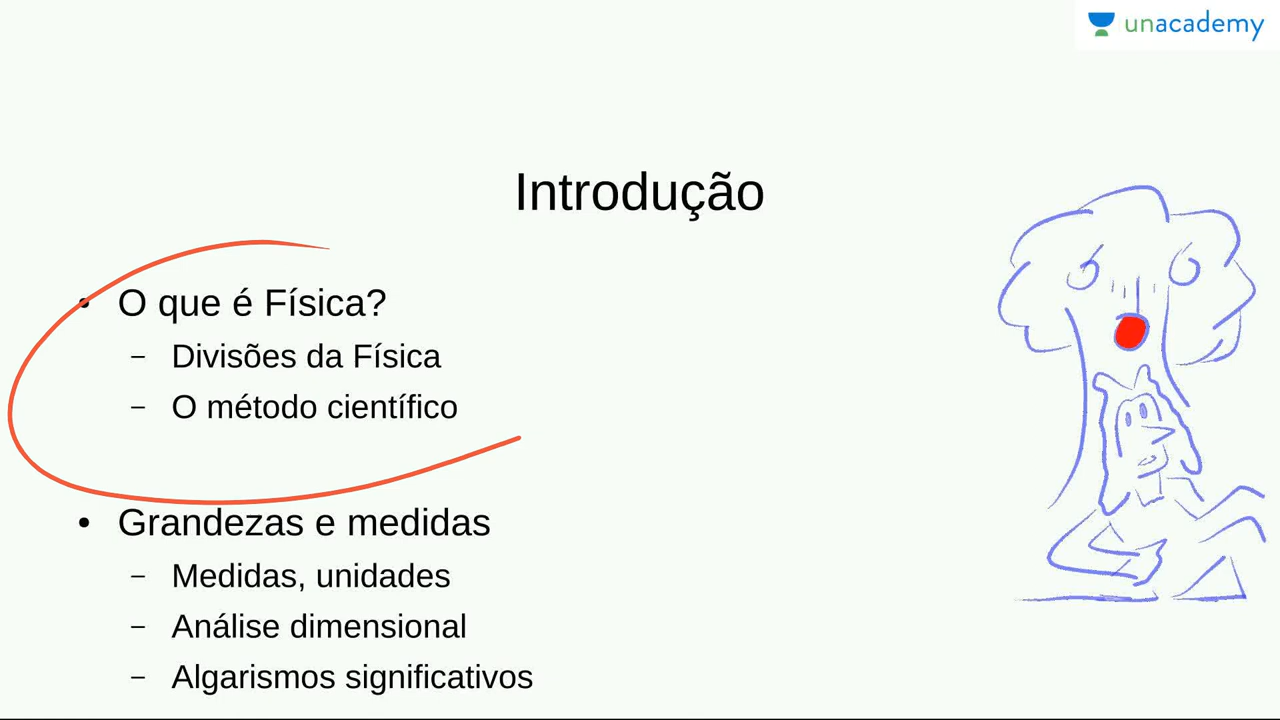 unacademy
Introdução
• O que é Física?
– Divisões da Física
– O método científico
• Grandezas e medidas
– Medidas, unidades
– Análise dimensional
– Algarismos significativos